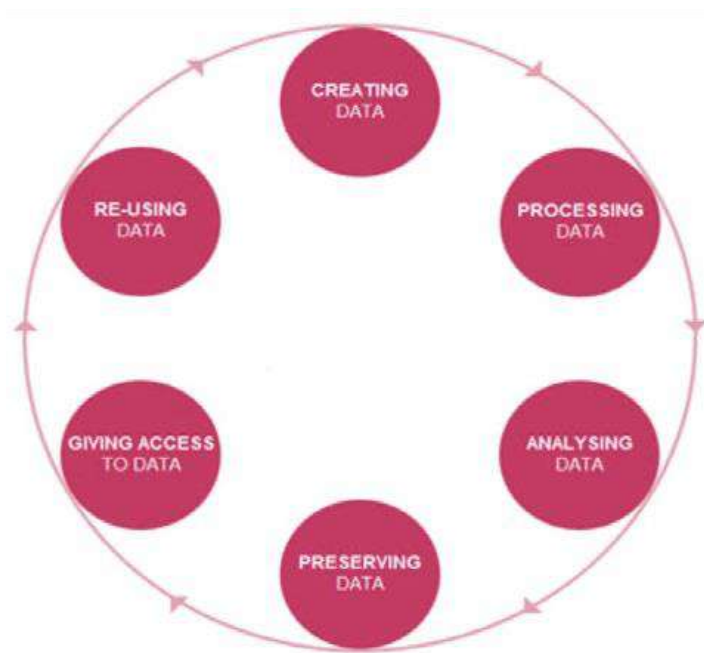 CREATING
DATA
PROCESSING
DATA
ANALYSING
DATA
PRESERVING
DATA
GIVING ACCESS
TO DATA
RE-USING
DATA